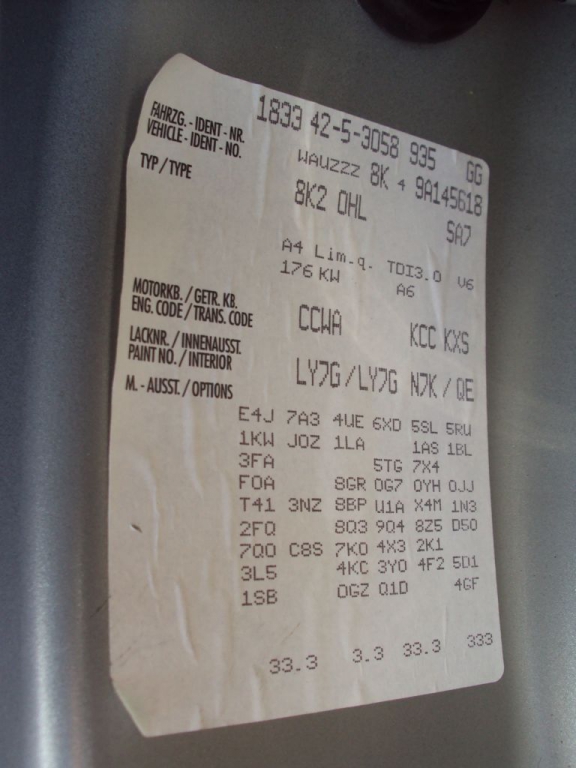 1833 42-5-3058 935 GG
FAHRZG. - IDENT - NR.
VEHICLE - IDENT - NO.
WAUZZZ 8K 4 9A145618
TYP / TYPE
8K2 0HL SA7
A4 Lim.q. TDI3.0 V6
176 KW A6
MOTORKB. / GETR. KB.
ENG. CODE / TRANS. CODE
CCWA KCC KXS
LACKNR. / INNENAUSST.
PAINT NO. / INTERIOR
LY7G / LY7G N7K / QE
M. - AUSST. / OPTIONS
E4J 7A3 4UE 6XD 5SL 5RU
1KW J0Z 1LA 1AS 1BL
3FA 5TG 7X4
F0A 8GR 0G7 0YH 0JJ
T41 3NZ 8BP U1A X4M 1N3
2FQ 8Q3 9Q4 8Z5 D50
7Q0 C8S 7K0 4X3 2K1
3L5 4KC 3Y0 4F2 5D1
1SB 0GZ Q1D 4GF
33.3 3.3 33.3 333